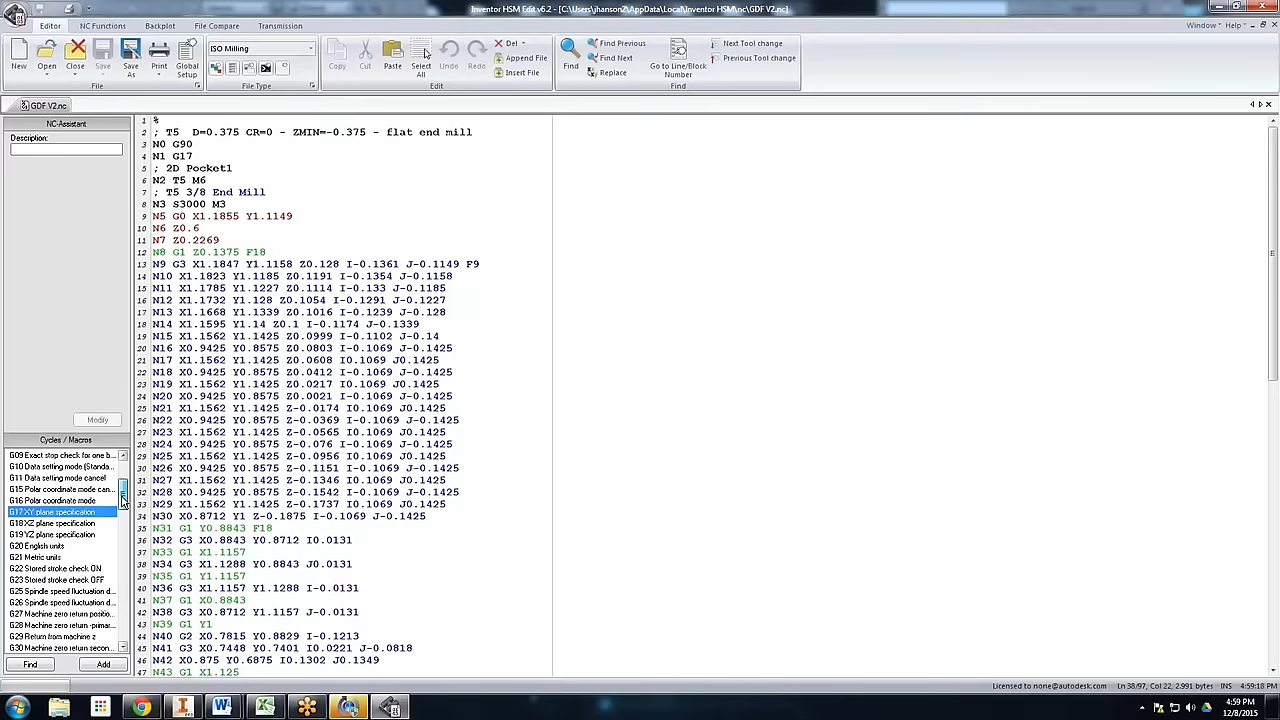 Inventor HSM Edit v6.2 - [C:\Users\jhanson2\AppData\Local\Inventor HSM\nc\GDF V2.nc]
Editor NC Functions Backplot File Compare Transmission
Window Help
New Open Close Save Save As Print Global Setup
File
ISO Milling
File Type
Copy Cut Paste Select All Undo Redo
Del
Append File
Insert File
Edit
Find
Find Previous
Find Next
Replace
Go to Line/Block Number
Next Tool change
Previous Tool change
Find
GDF V2.nc
NC-Assistant
Description:
Modify
Cycles / Macros
G09 Exact stop check for one b...
G10 Data setting mode (Standa...
G11 Data setting mode cancel
G15 Polar coordinate mode can...
G16 Polar coordinate mode
G17 XY plane specification
G18 XZ plane specification
G19 YZ plane specification
G20 English units
G21 Metric units
G22 Stored stroke check ON
G23 Stored stroke check OFF
G25 Spindle speed fluctuation d...
G26 Spindle speed fluctuation d...
G27 Machine zero return positio...
G28 Machine zero return -primar...
G29 Return from machine z
G30 Machine zero return secon...
Find Add
1 %
2 ; T5 D=0.375 CR=0 - ZMIN=-0.375 - flat end mill
3 N0 G90
4 N1 G17
5 ; 2D Pocket1
6 N2 T5 M6
7 ; T5 3/8 End Mill
8 N3 S3000 M3
9 N5 G0 X1.1855 Y1.1149
10 N6 Z0.6
11 N7 Z0.2269
12 N8 G1 Z0.1375 F18
13 N9 G3 X1.1847 Y1.1158 Z0.128 I-0.1361 J-0.1149 F9
14 N10 X1.1823 Y1.1185 Z0.1191 I-0.1354 J-0.1158
15 N11 X1.1785 Y1.1227 Z0.1114 I-0.133 J-0.1185
16 N12 X1.1732 Y1.128 Z0.1054 I-0.1291 J-0.1227
17 N13 X1.1668 Y1.1339 Z0.1016 I-0.1239 J-0.128
18 N14 X1.1595 Y1.14 Z0.1 I-0.1174 J-0.1339
19 N15 X1.1562 Y1.1425 Z0.0999 I-0.1102 J-0.14
20 N16 X0.9425 Y0.8575 Z0.0803 I-0.1069 J-0.1425
21 N17 X1.1562 Y1.1425 Z0.0608 I0.1069 J0.1425
22 N18 X0.9425 Y0.8575 Z0.0412 I-0.1069 J-0.1425
23 N19 X1.1562 Y1.1425 Z0.0217 I0.1069 J0.1425
24 N20 X0.9425 Y0.8575 Z0.0021 I-0.1069 J-0.1425
25 N21 X1.1562 Y1.1425 Z-0.0174 I0.1069 J0.1425
26 N22 X0.9425 Y0.8575 Z-0.0369 I-0.1069 J-0.1425
27 N23 X1.1562 Y1.1425 Z-0.0565 I0.1069 J0.1425
28 N24 X0.9425 Y0.8575 Z-0.076 I-0.1069 J-0.1425
29 N25 X1.1562 Y1.1425 Z-0.0956 I0.1069 J0.1425
30 N26 X0.9425 Y0.8575 Z-0.1151 I-0.1069 J-0.1425
31 N27 X1.1562 Y1.1425 Z-0.1346 I0.1069 J0.1425
32 N28 X0.9425 Y0.8575 Z-0.1542 I-0.1069 J-0.1425
33 N29 X1.1562 Y1.1425 Z-0.1737 I0.1069 J0.1425
34 N30 X0.8712 Y1 Z-0.1875 I-0.1069 J-0.1425
35 N31 G1 Y0.8843 F18
36 N32 G3 X0.8843 Y0.8712 I0.0131
37 N33 G1 X1.1157
38 N34 G3 X1.1288 Y0.8843 J0.0131
39 N35 G1 Y1.1157
40 N36 G3 X1.1157 Y1.1288 I-0.0131
41 N37 G1 X0.8843
42 N38 G3 X0.8712 Y1.1157 J-0.0131
43 N39 G1 Y1
44 N40 G2 X0.7815 Y0.8829 I-0.1213
45 N41 G3 X0.7448 Y0.7401 I0.0221 J-0.0818
46 N42 X0.875 Y0.6875 I0.1302 J0.1349
47 N43 G1 X1.125
Licensed to none@autodesk.com Ln 38/97, Col 22, 2.991 bytes INS 4:59:18 PM
4:59 PM
12/8/2015